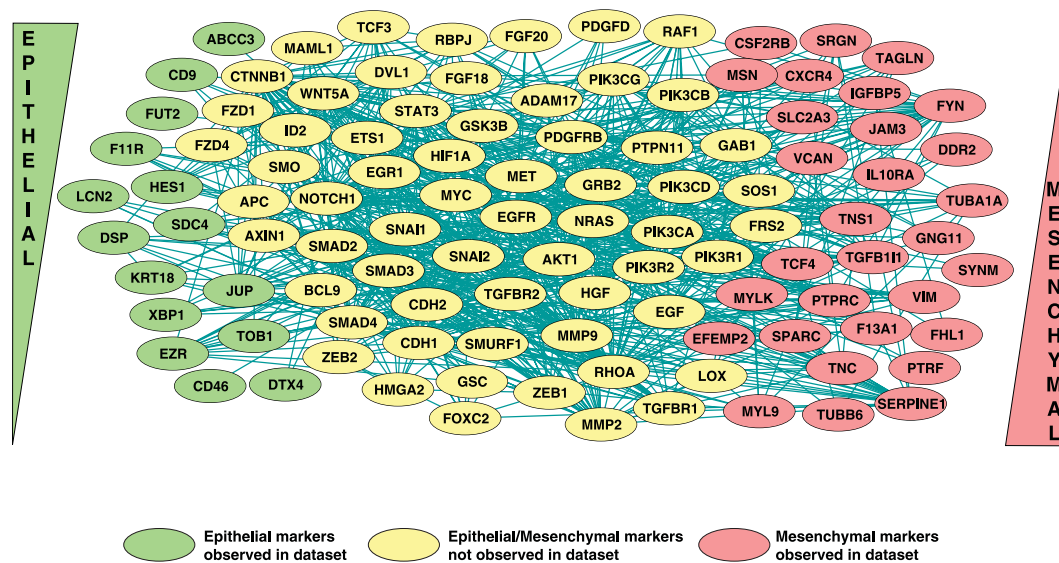 EPITHELIAL
ABCC3
CD9
FUT2
F11R
LCN2
HES1
DSP
SDC4
KRT18
JUP
XBP1
TOB1
EZR
CD46
DTX4
TCF3
MAML1
RBPJ
FGF20
PDGFD
RAF1
CTNNB1
DVL1
FGF18
PIK3CG
WNT5A
PIK3CB
FZD1
STAT3
ADAM17
ID2
ETS1
GSK3B
PDGFRB
PTPN11
GAB1
FZD4
HIF1A
SMO
EGR1
MET
GRB2
PIK3CD
SOS1
APC
NOTCH1
MYC
EGFR
NRAS
FRS2
AXIN1
SNAI1
PIK3CA
SMAD2
SNAI2
AKT1
PIK3R2
PIK3R1
SMAD3
BCL9
CDH2
TGFBR2
HGF
EGF
SMAD4
MMP9
CDH1
SMURF1
ZEB2
RHOA
LOX
HMGA2
GSC
ZEB1
TGFBR1
FOXC2
MMP2
CSF2RB
SRGN
TAGLN
MSN
CXCR4
IGFBP5
FYN
SLC2A3
JAM3
DDR2
VCAN
IL10RA
TUBA1A
TNS1
GNG11
TCF4
TGFB1I1
SYNM
MYLK
PTPRC
VIM
EFEMP2
SPARC
F13A1
FHL1
TNC
PTRF
MYL9
TUBB6
SERPINE1
MESENCHYMAL
Epithelial markers
observed in dataset
Epithelial/Mesenchymal markers
not observed in dataset
Mesenchymal markers
observed in dataset